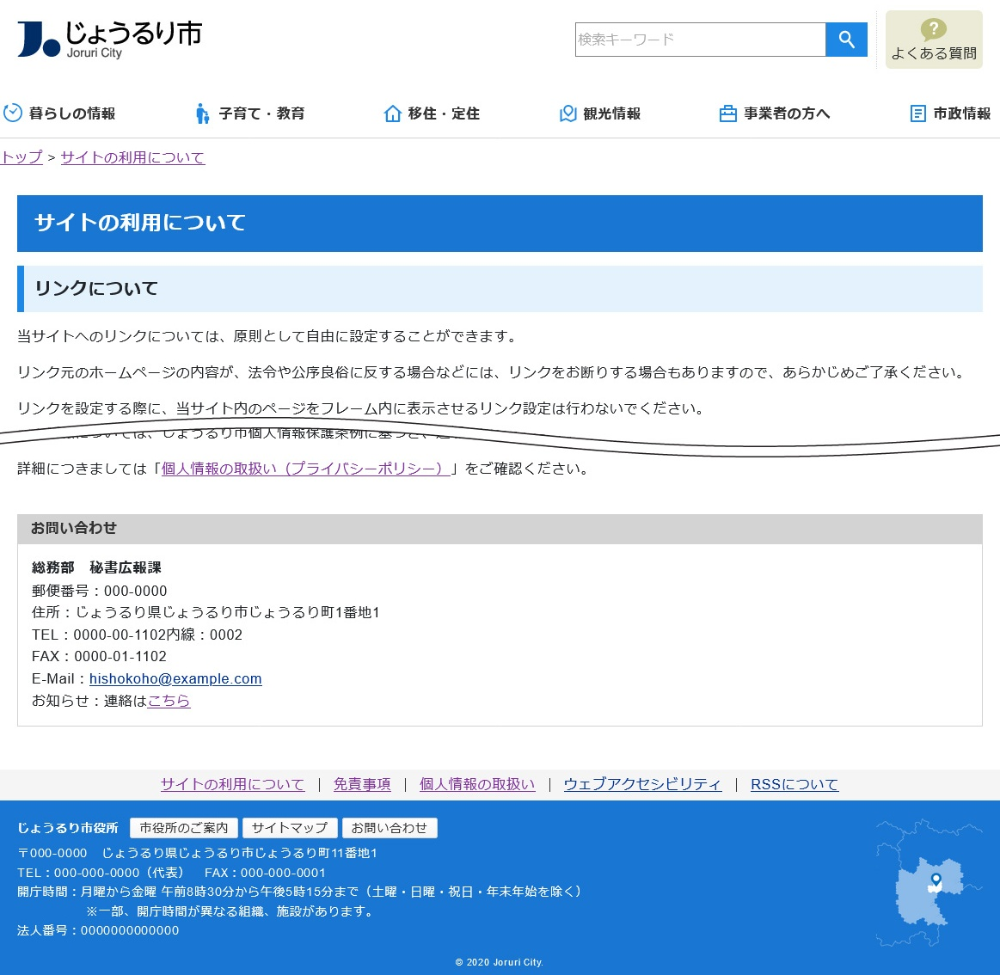 じょうるり市
Joruri City
検索キーワード
?
よくある質問
暮らしの情報
子育て・教育
移住・定住
観光情報
事業者の方へ
市政情報
トップ > サイトの利用について
サイトの利用について
リンクについて
当サイトへのリンクについては、原則として自由に設定することができます。
リンク元のホームページの内容が、法令や公序良俗に反する場合などには、リンクをお断りする場合もありますので、あらかじめご了承ください。
リンクを設定する際に、当サイト内のページをフレーム内に表示させるリンク設定は行わないでください。
については、じょうるり市個人情報保護条例に基づき、
詳細につきましては「個人情報の取扱い（プライバシーポリシー）」をご確認ください。
お問い合わせ
総務部　秘書広報課
郵便番号：000-0000
住所：じょうるり県じょうるり市じょうるり町1番地1
TEL：0000-00-1102内線：0002
FAX：0000-01-1102
E-Mail：hishokoho@example.com
お知らせ：連絡はこちら
サイトの利用について ｜ 免責事項 ｜ 個人情報の取扱い ｜ ウェブアクセシビリティ ｜ RSSについて
じょうるり市役所 市役所のご案内 サイトマップ お問い合わせ
〒000-0000　じょうるり県じょうるり市じょうるり町11番地1
TEL：000-000-0000（代表）　FAX：000-000-0001
開庁時間：月曜から金曜 午前8時30分から午後5時15分まで（土曜・日曜・祝日・年末年始を除く）
※一部、開庁時間が異なる組織、施設があります。
法人番号：0000000000000
© 2020 Joruri City.